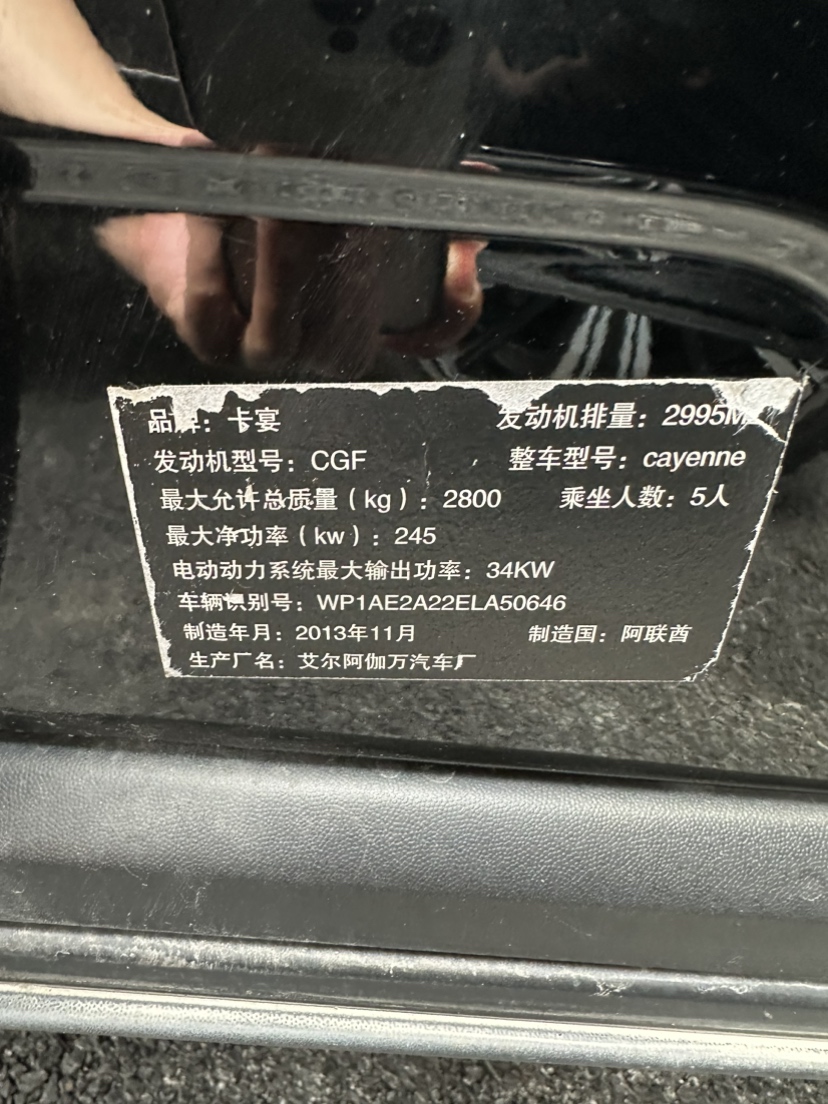 品牌：卡宴 发动机排量：2995M
发动机型号：CGF 整车型号：cayenne
最大允许总质量（kg）：2800 乘坐人数：5人
最大净功率（kw）：245
电动动力系统最大输出功率：34KW
车辆识别号：WP1AE2A22ELA50646
制造年月：2013年11月 制造国：阿联酋
生产厂名：艾尔阿伽万汽车厂